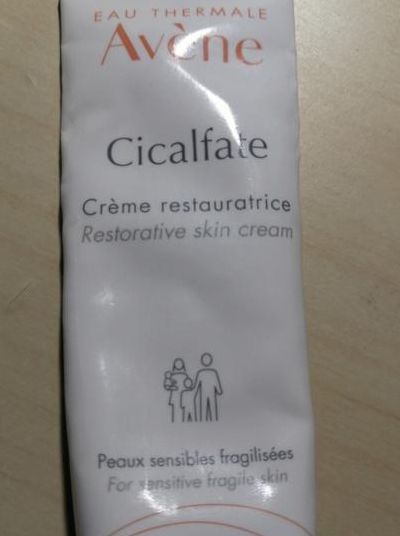 EAU THERMALE
Avène
Cicalfate
Crème restauratrice
Restorative skin cream
Peaux sensibles fragilisées
For sensitive fragile skin